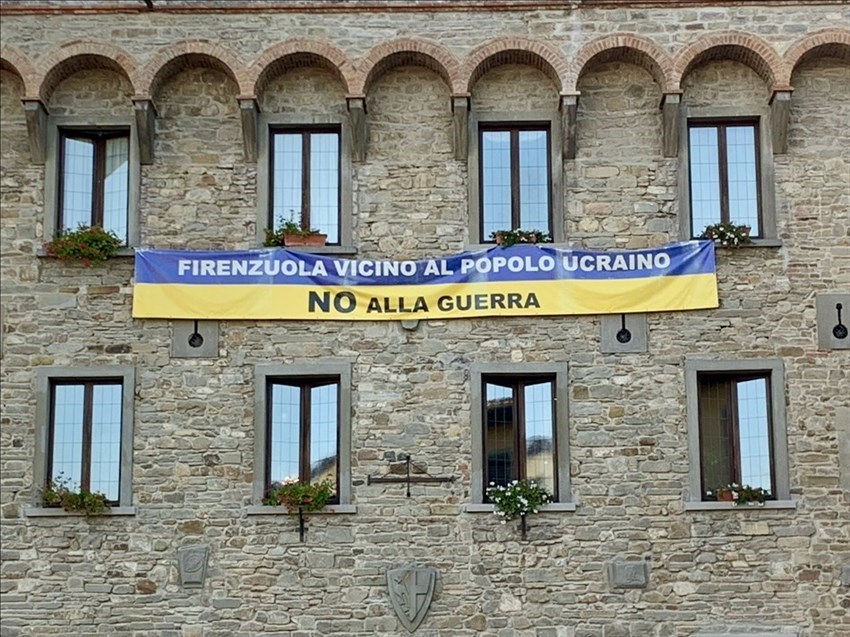 FIRENZUOLA VICINO AL POPOLO UCRAINO
NO ALLA GUERRA